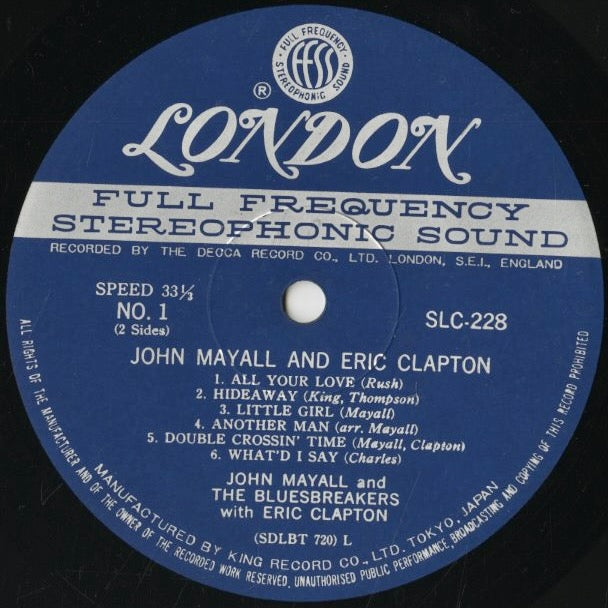 FULL FREQUENCY
FFSS
STEREOPHONIC SOUND
®
LONDON
FULL FREQUENCY
STEREOPHONIC SOUND
RECORDED BY THE DECCA RECORD CO., LTD. LONDON, S.E.I., ENGLAND
SPEED 33⅓
NO. 1
(2 Sides)
SLC-228
JOHN MAYALL AND ERIC CLAPTON
1. ALL YOUR LOVE (Rush)
2. HIDEAWAY (King, Thompson)
3. LITTLE GIRL (Mayall)
4. ANOTHER MAN (arr. Mayall)
5. DOUBLE CROSSIN' TIME (Mayall, Clapton)
6. WHAT'D I SAY (Charles)
JOHN MAYALL and
THE BLUESBREAKERS
with ERIC CLAPTON
(SDLBT 720) L
MANUFACTURED BY KING RECORD CO., LTD. TOKYO, JAPAN
ALL RIGHTS OF THE MANUFACTURER AND OF THE OWNER OF THE RECORDED WORK RESERVED. UNAUTHORISED PUBLIC PERFORMANCE, BROADCASTING AND COPYING OF THIS RECORD PROHIBITED